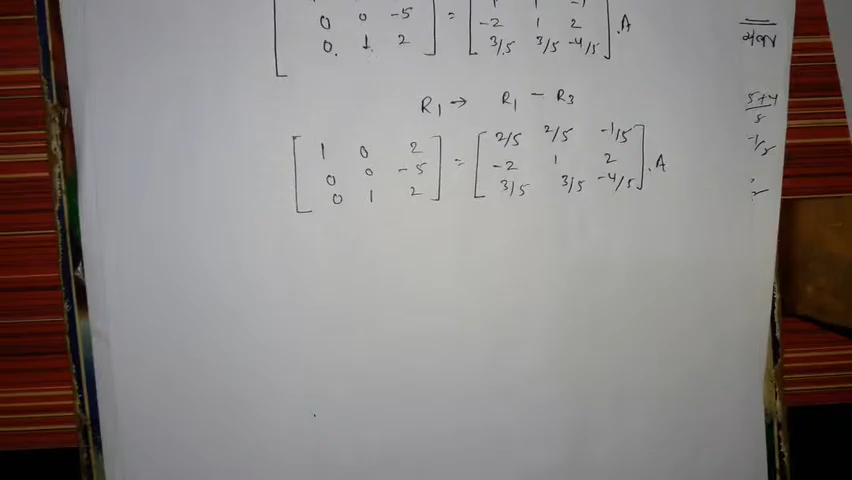 0 0 -5 = -2 1 2 .A
0 1 2 3/5 3/5 -4/5
R1 → R1 - R3
1 0 2 2/5 2/5 -1/5
0 0 -5 = -2 1 2 .A
0 1 2 3/5 3/5 -4/5
5+4
5
-1/5